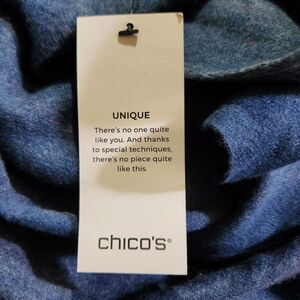 UNIQUE
There's no one quite
like you. And thanks
to special techniques,
there's no piece quite
like this.
chico's®